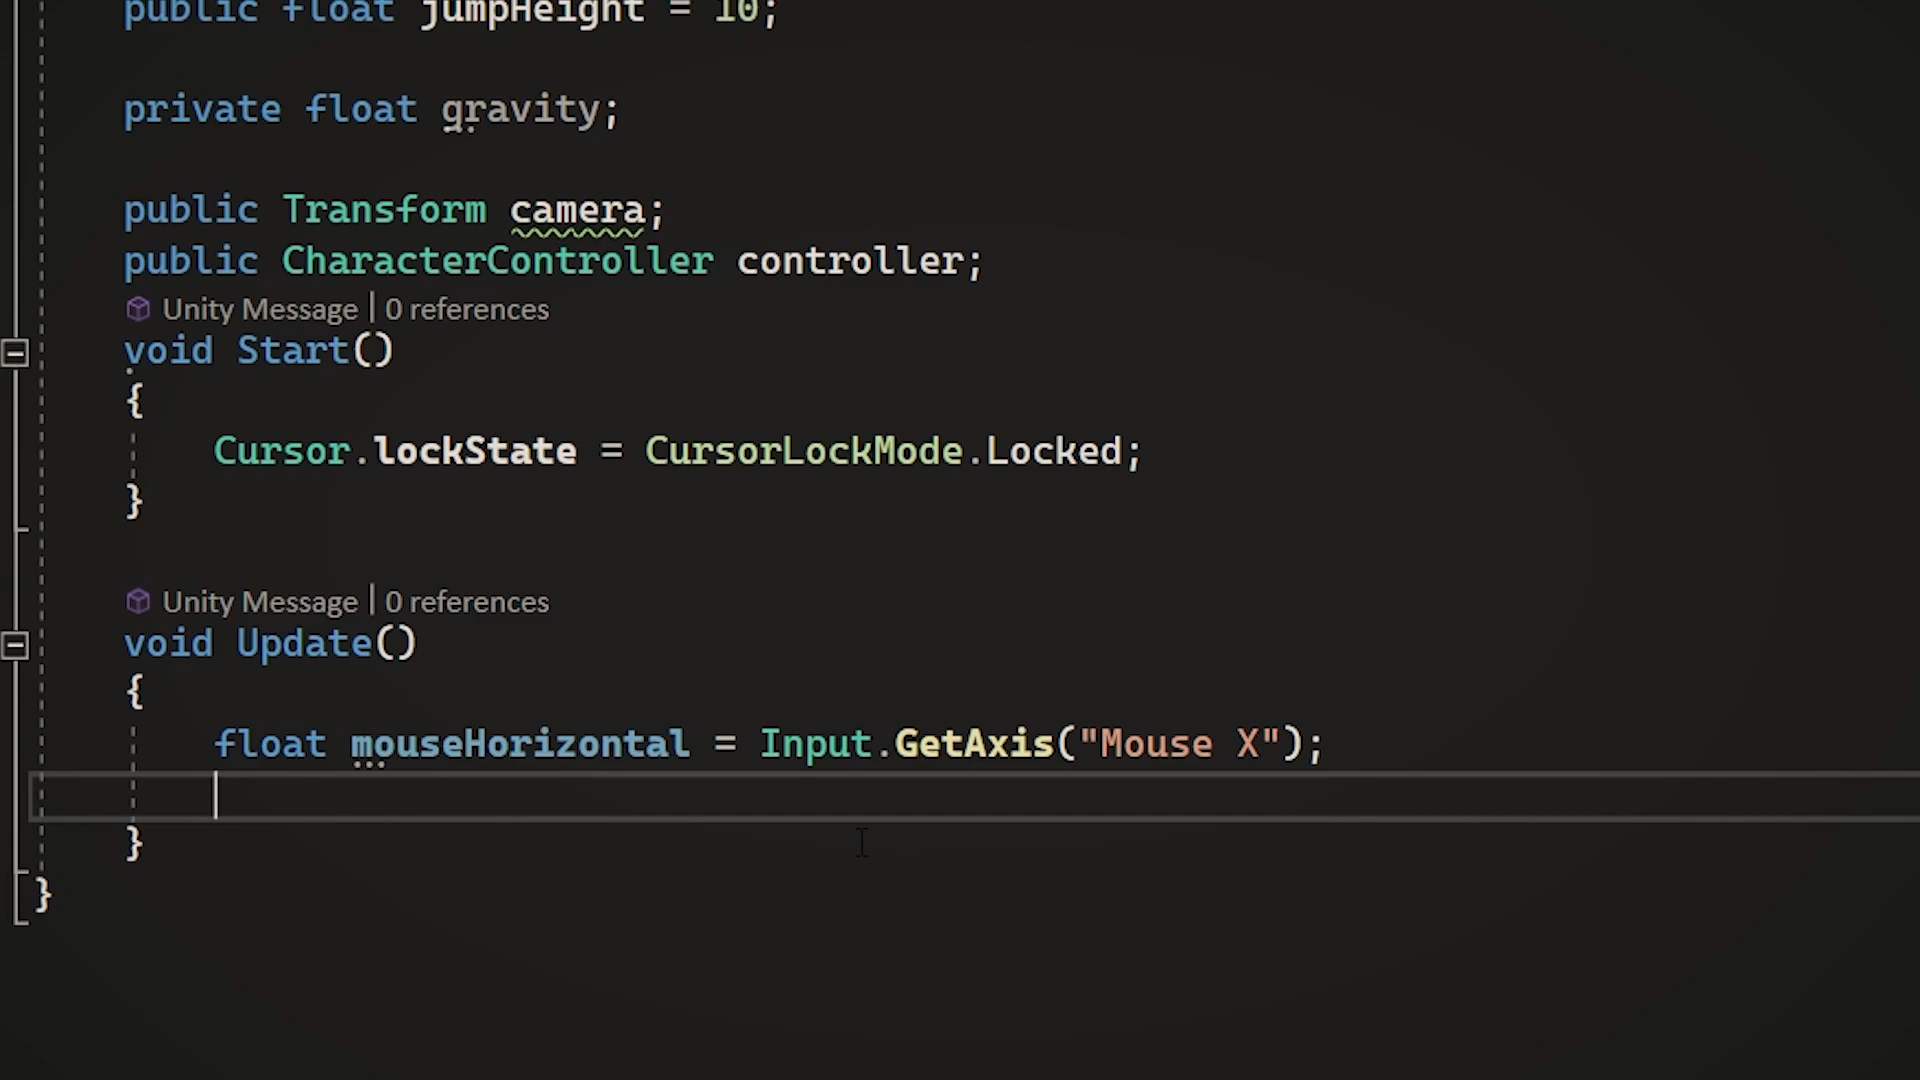 public float jumpHeight = 10;
private float gravity;
public Transform camera;
public CharacterController controller;
Unity Message | 0 references
void Start()
{
Cursor.lockState = CursorLockMode.Locked;
}
Unity Message | 0 references
void Update()
{
float mouseHorizontal = Input.GetAxis("Mouse X");
}
}